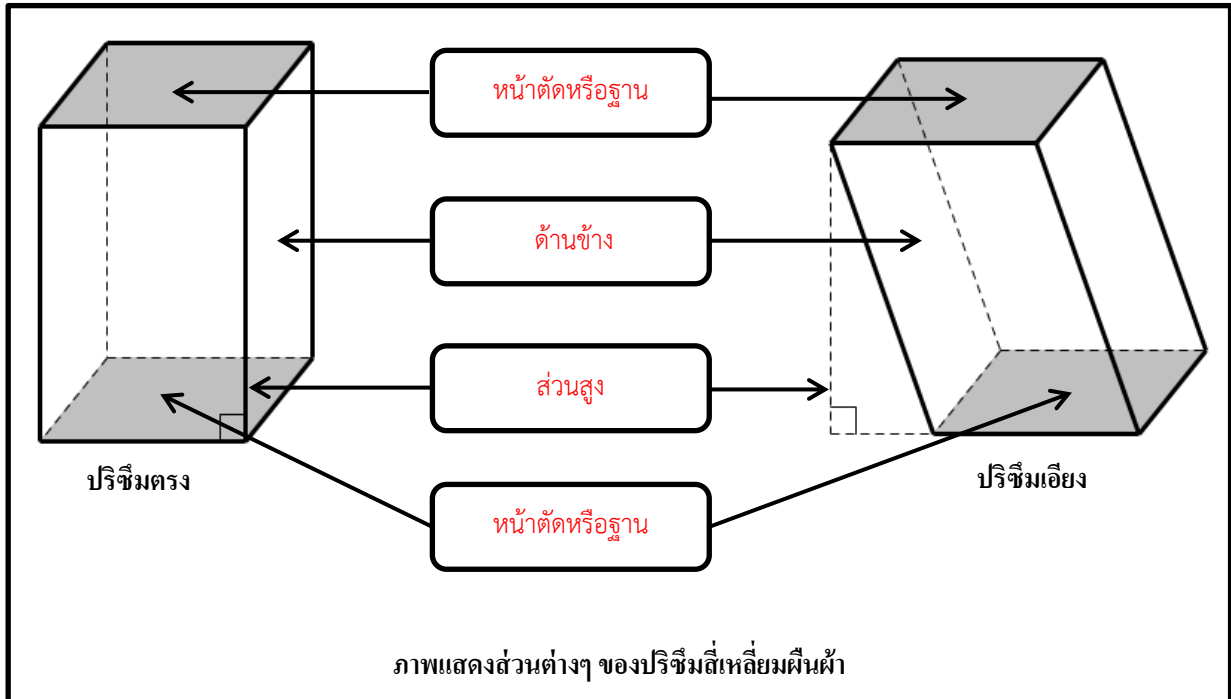 หน้าตัดหรือฐาน
ด้านข้าง
ส่วนสูง
หน้าตัดหรือฐาน
ปริซึมตรง
ปริซึมเอียง
ภาพแสดงส่วนต่างๆ ของปริซึมสี่เหลี่ยมผืนผ้า